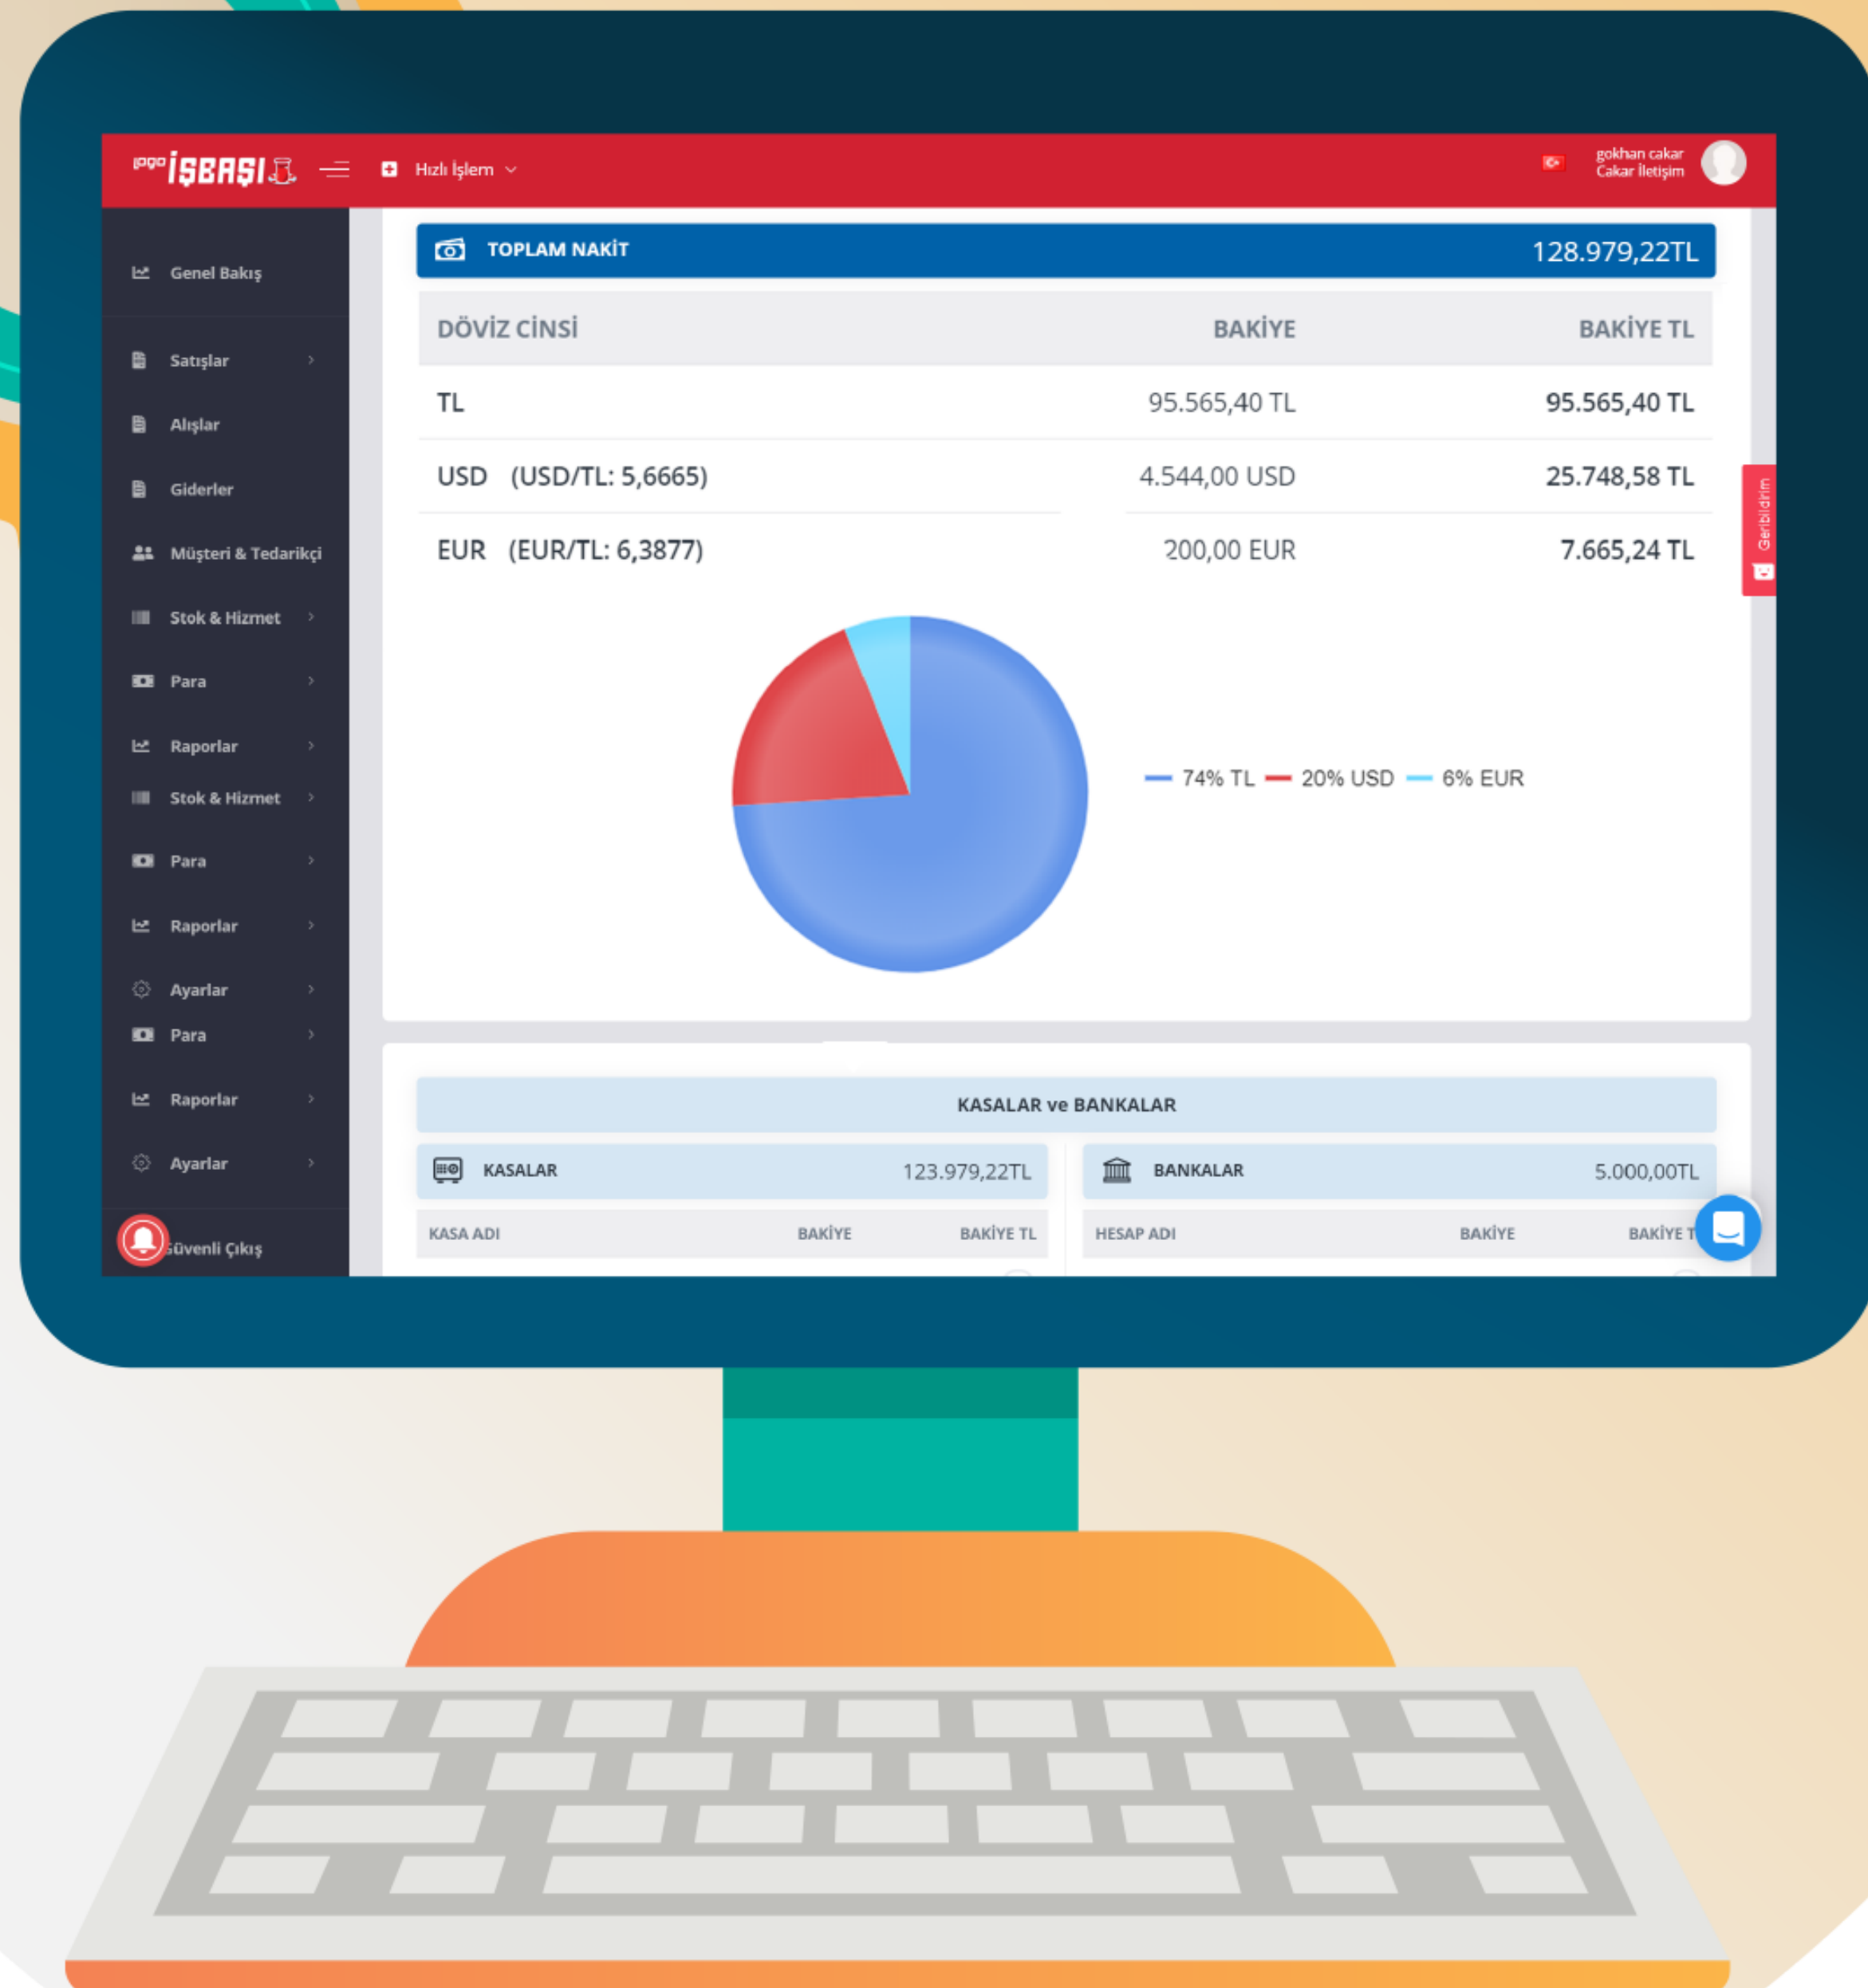 logo İŞBAŞI
Hızlı İşlem
gokhan cakar
Cakar İletişim
Genel Bakış
Satışlar
Alışlar
Giderler
Müşteri & Tedarikçi
Stok & Hizmet
Para
Raporlar
Stok & Hizmet
Para
Raporlar
Ayarlar
Para
Raporlar
Ayarlar
Güvenli Çıkış
TOPLAM NAKİT 128.979,22TL
DÖVİZ CİNSİ BAKİYE BAKİYE TL
TL 95.565,40 TL 95.565,40 TL
USD (USD/TL: 5,6665) 4.544,00 USD 25.748,58 TL
EUR (EUR/TL: 6,3877) 200,00 EUR 7.665,24 TL
Geribildirim
74% TL 20% USD 6% EUR
KASALAR ve BANKALAR
KASALAR 123.979,22TL BANKALAR 5.000,00TL
KASA ADI BAKİYE BAKİYE TL HESAP ADI BAKİYE BAKİYE T